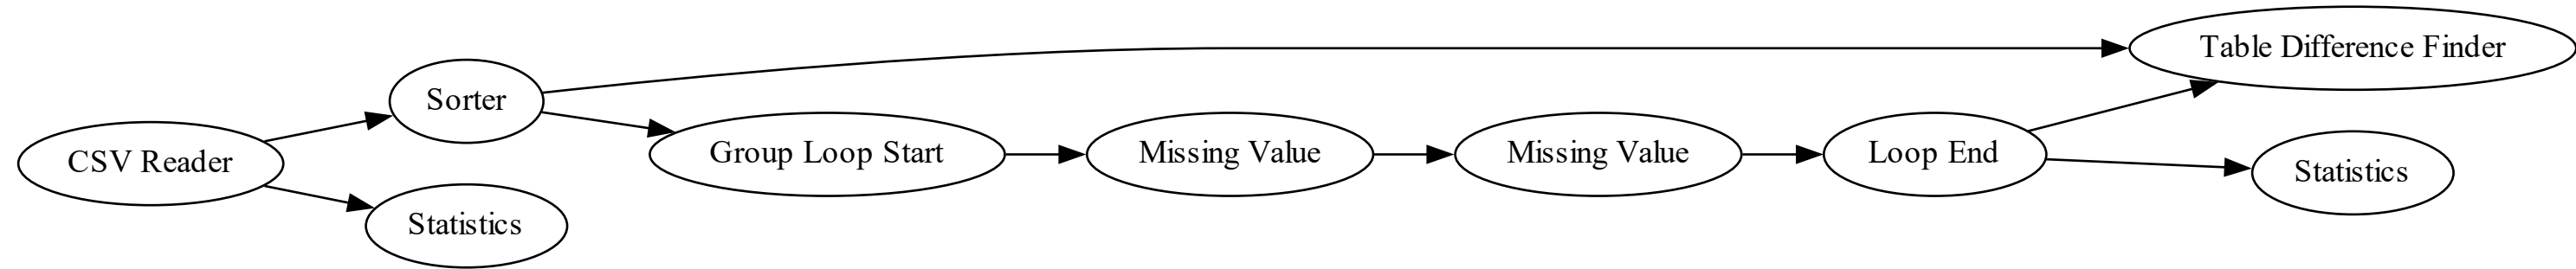 CSV Reader
Sorter
Statistics
Group Loop Start
Missing Value
Missing Value
Loop End
Table Difference Finder
Statistics